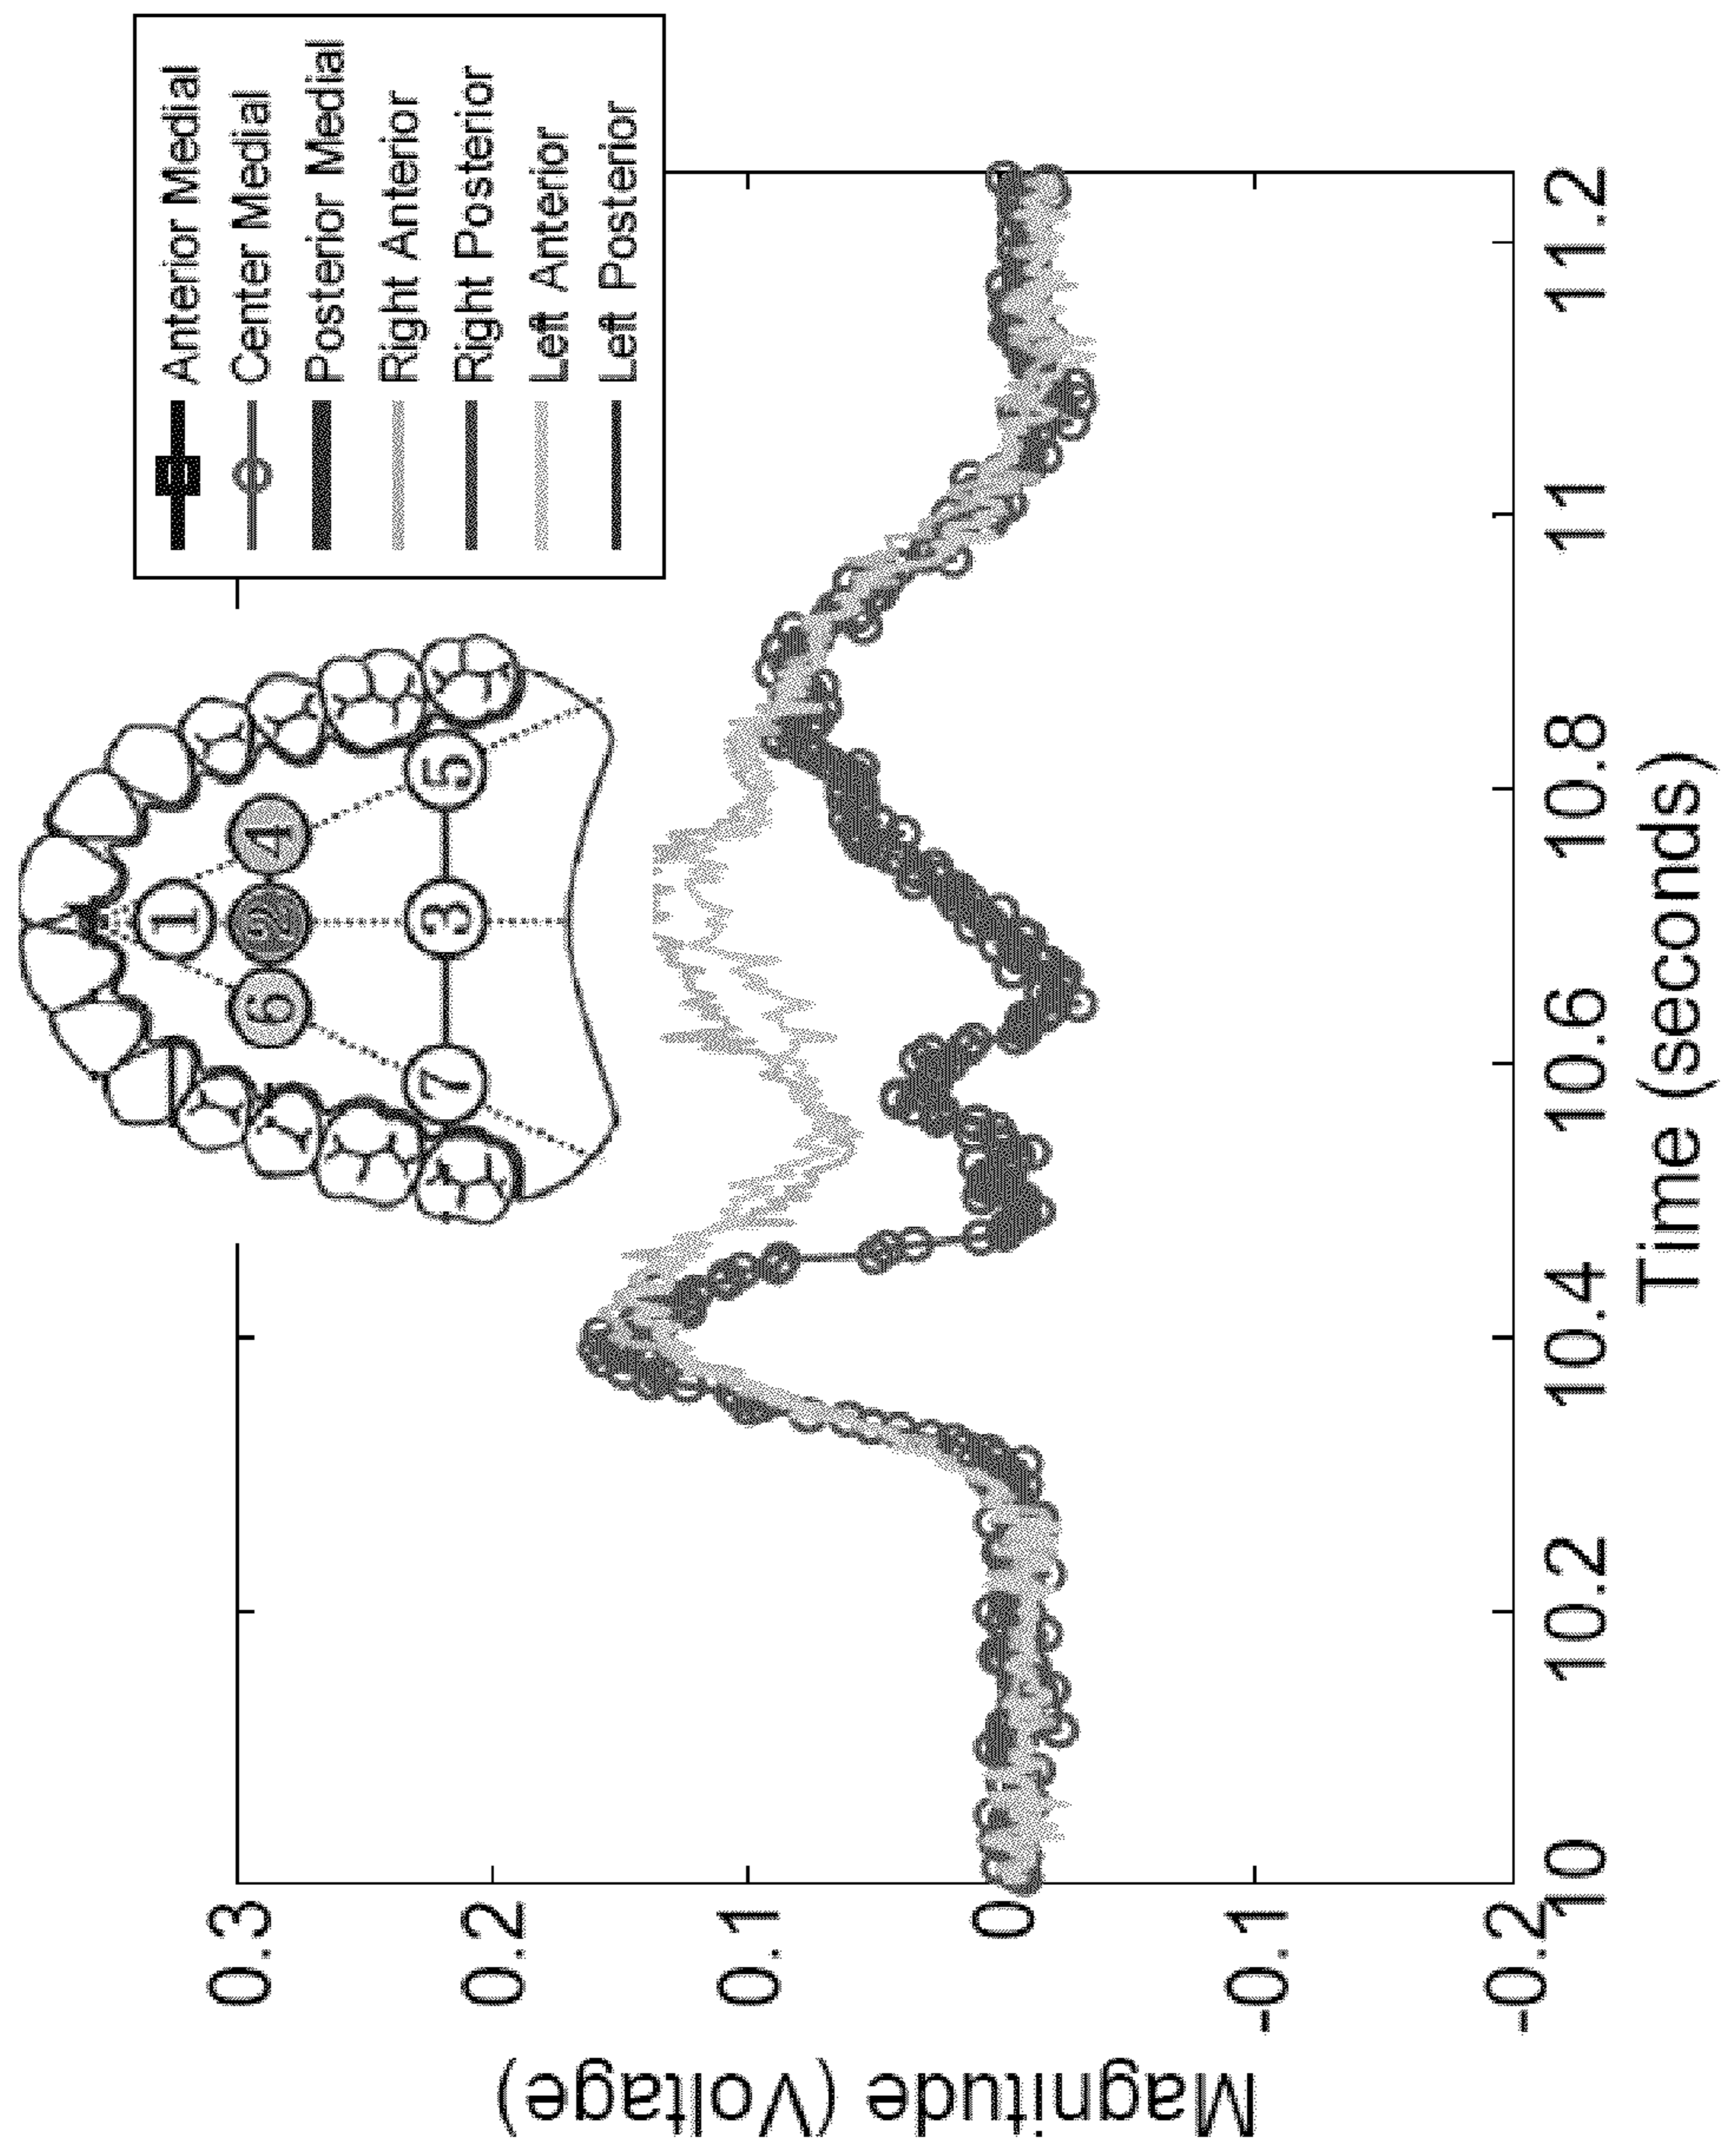 Anterior Medial
Center Medial
Posterior Medial
Right Anterior
Right Posterior
Left Anterior
Left Posterior
1
6
4
7
3
5
0.3
0.2
0.1
0
-0.1
-0.2
10
10.2
10.4
10.6
10.8
11
11.2
Magnitude (Voltage)
Time (seconds)